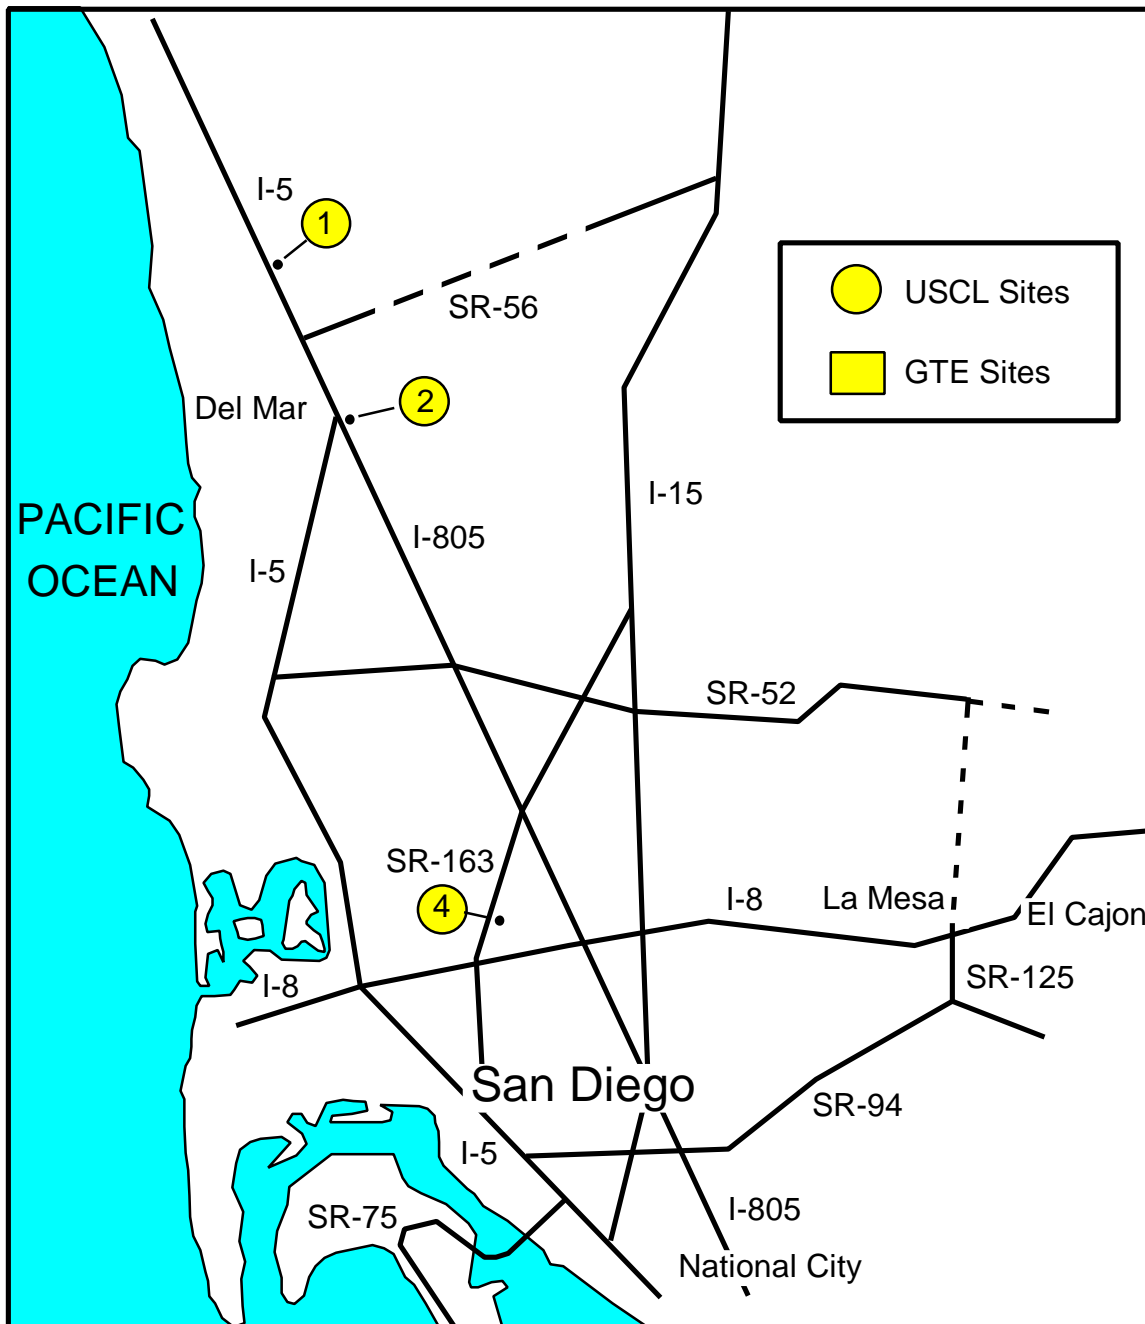 I-5
1
USCL Sites
SR-56
GTE Sites
Del Mar
2
I-15
PACIFIC
OCEAN
I-805
I-5
SR-52
SR-163
4
I-8
La Mesa
El Cajon
I-8
SR-125
San Diego
SR-94
I-5
SR-75
I-805
National City